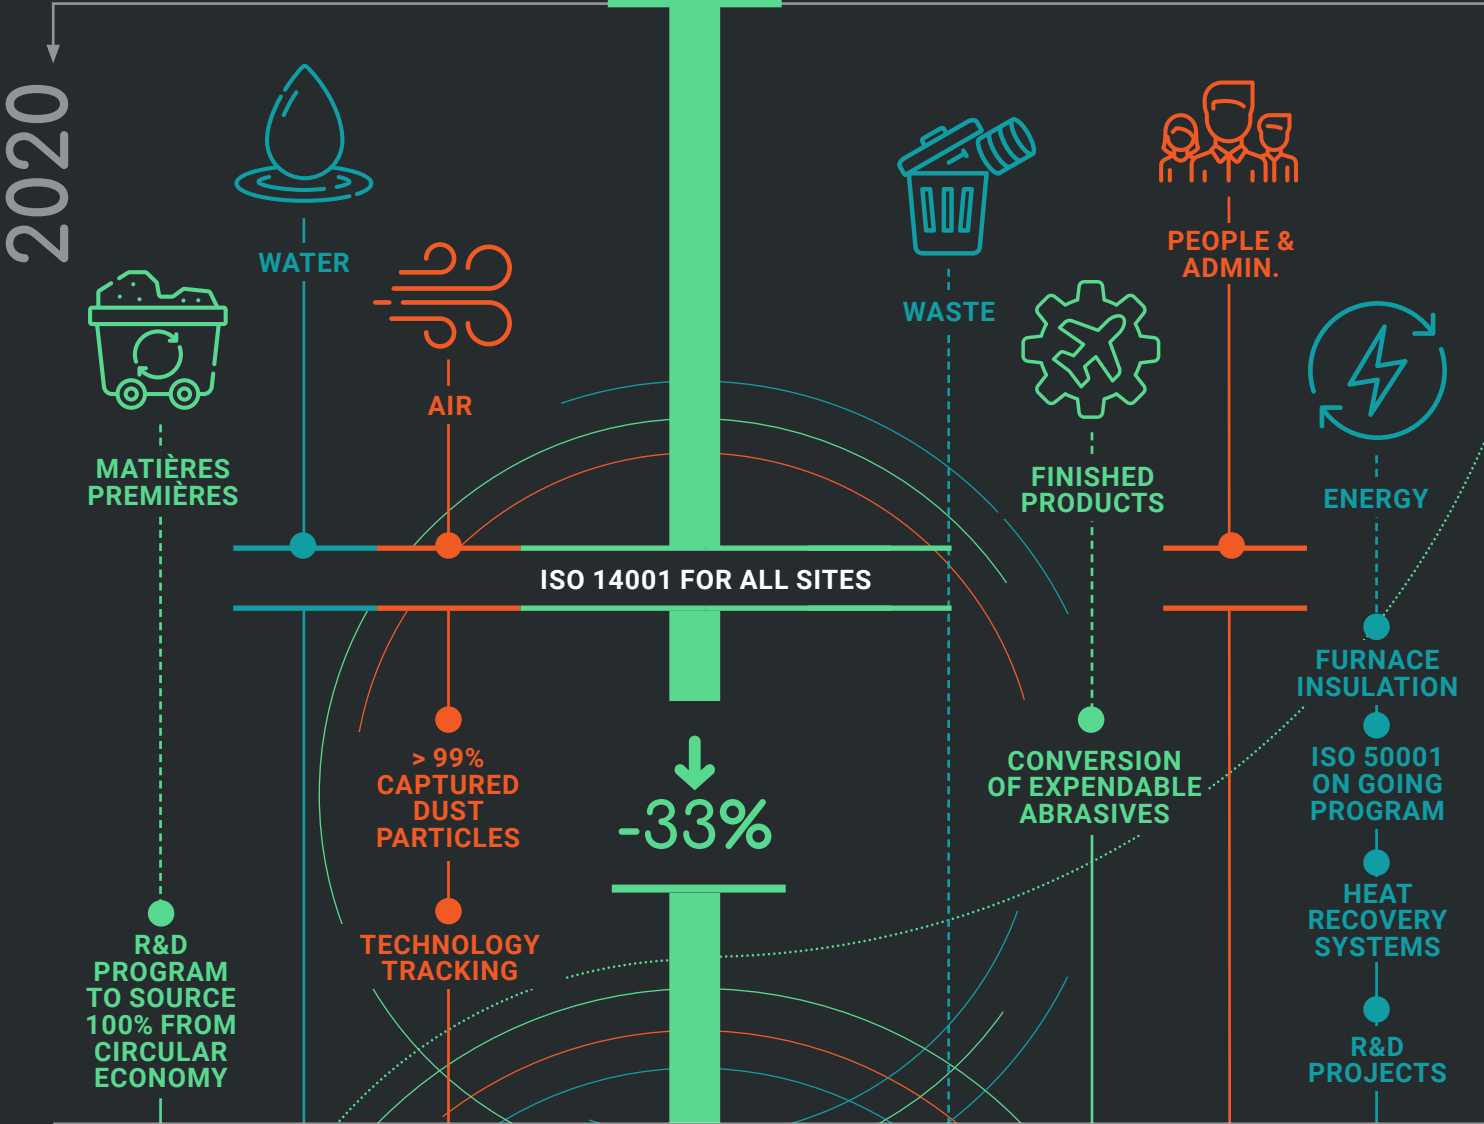 2020
WATER
PEOPLE &
ADMIN.
WASTE
AIR
MATIÈRES
PREMIÈRES
FINISHED
PRODUCTS
ENERGY
ISO 14001 FOR ALL SITES
FURNACE
INSULATION
> 99%
CAPTURED
DUST
PARTICLES
-33%
CONVERSION
OF EXPENDABLE
ABRASIVES
ISO 50001
ON GOING
PROGRAM
HEAT
RECOVERY
SYSTEMS
R&D
PROGRAM
TO SOURCE
100% FROM
CIRCULAR
ECONOMY
TECHNOLOGY
TRACKING
R&D
PROJECTS